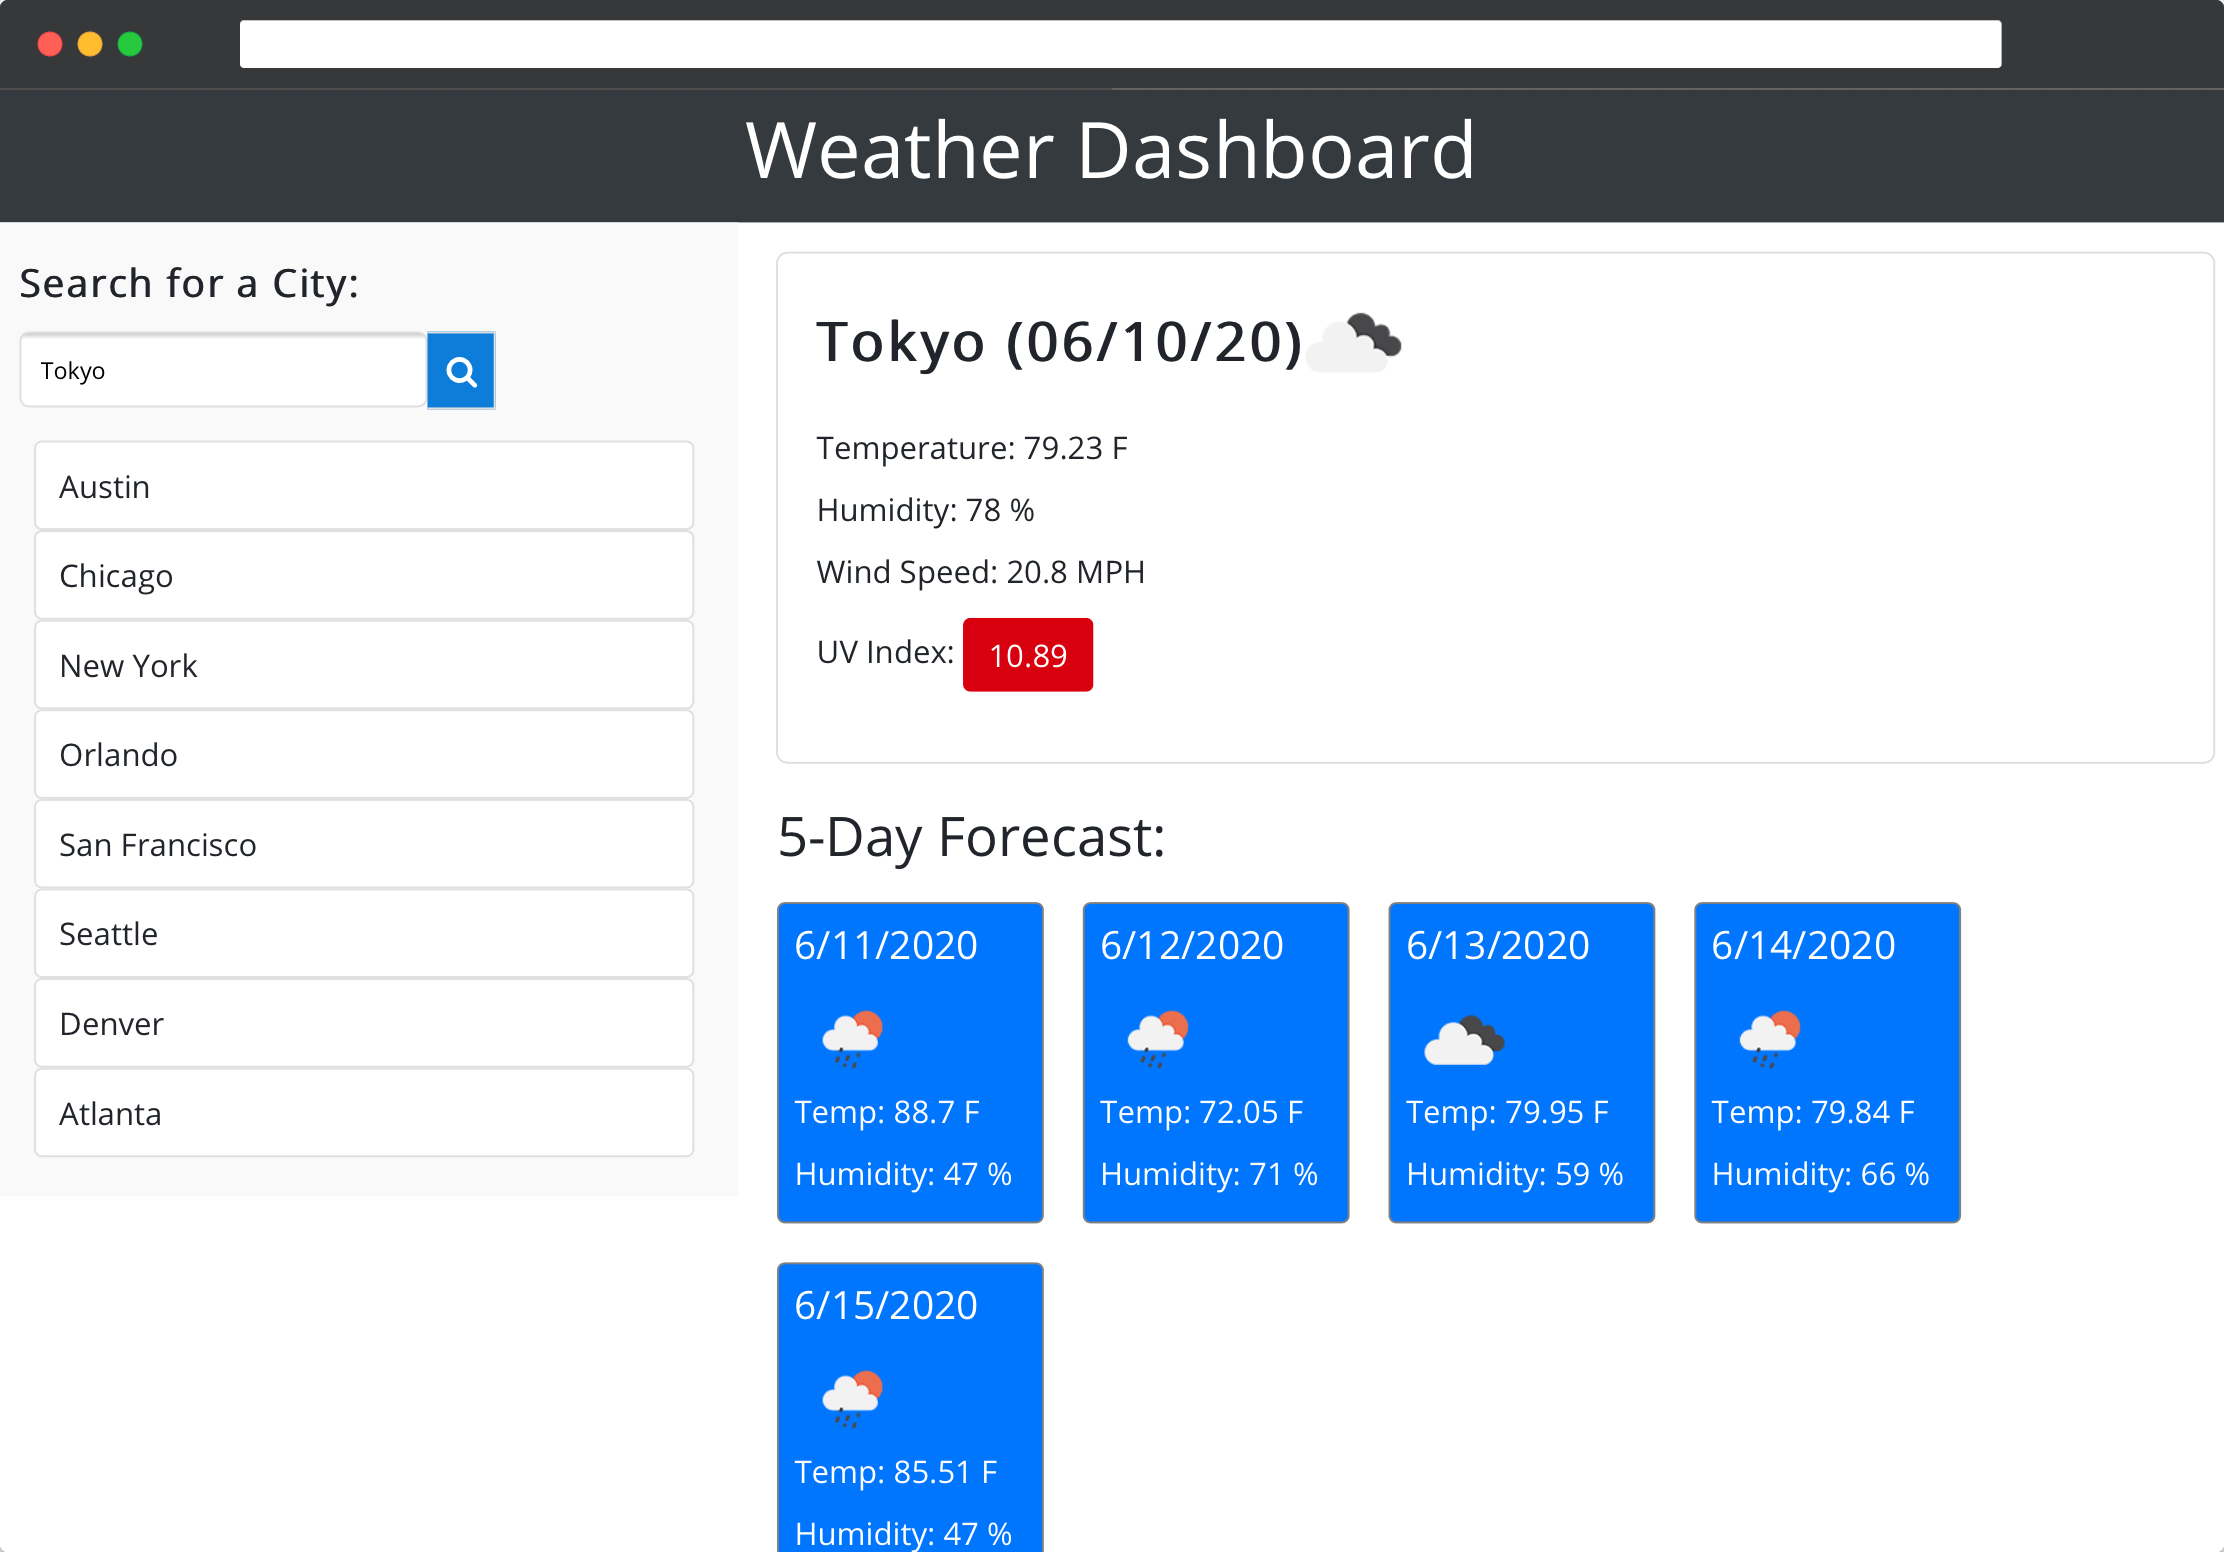 Weather Dashboard
Search for a City:
Tokyo
Austin
Chicago
New York
Orlando
San Francisco
Seattle
Denver
Atlanta
Tokyo (06/10/20)
Temperature: 79.23 F
Humidity: 78 %
Wind Speed: 20.8 MPH
UV Index: 10.89
5-Day Forecast:
6/11/2020
Temp: 88.7 F
Humidity: 47 %
6/12/2020
Temp: 72.05 F
Humidity: 71 %
6/13/2020
Temp: 79.95 F
Humidity: 59 %
6/14/2020
Temp: 79.84 F
Humidity: 66 %
6/15/2020
Temp: 85.51 F
Humidity: 47 %